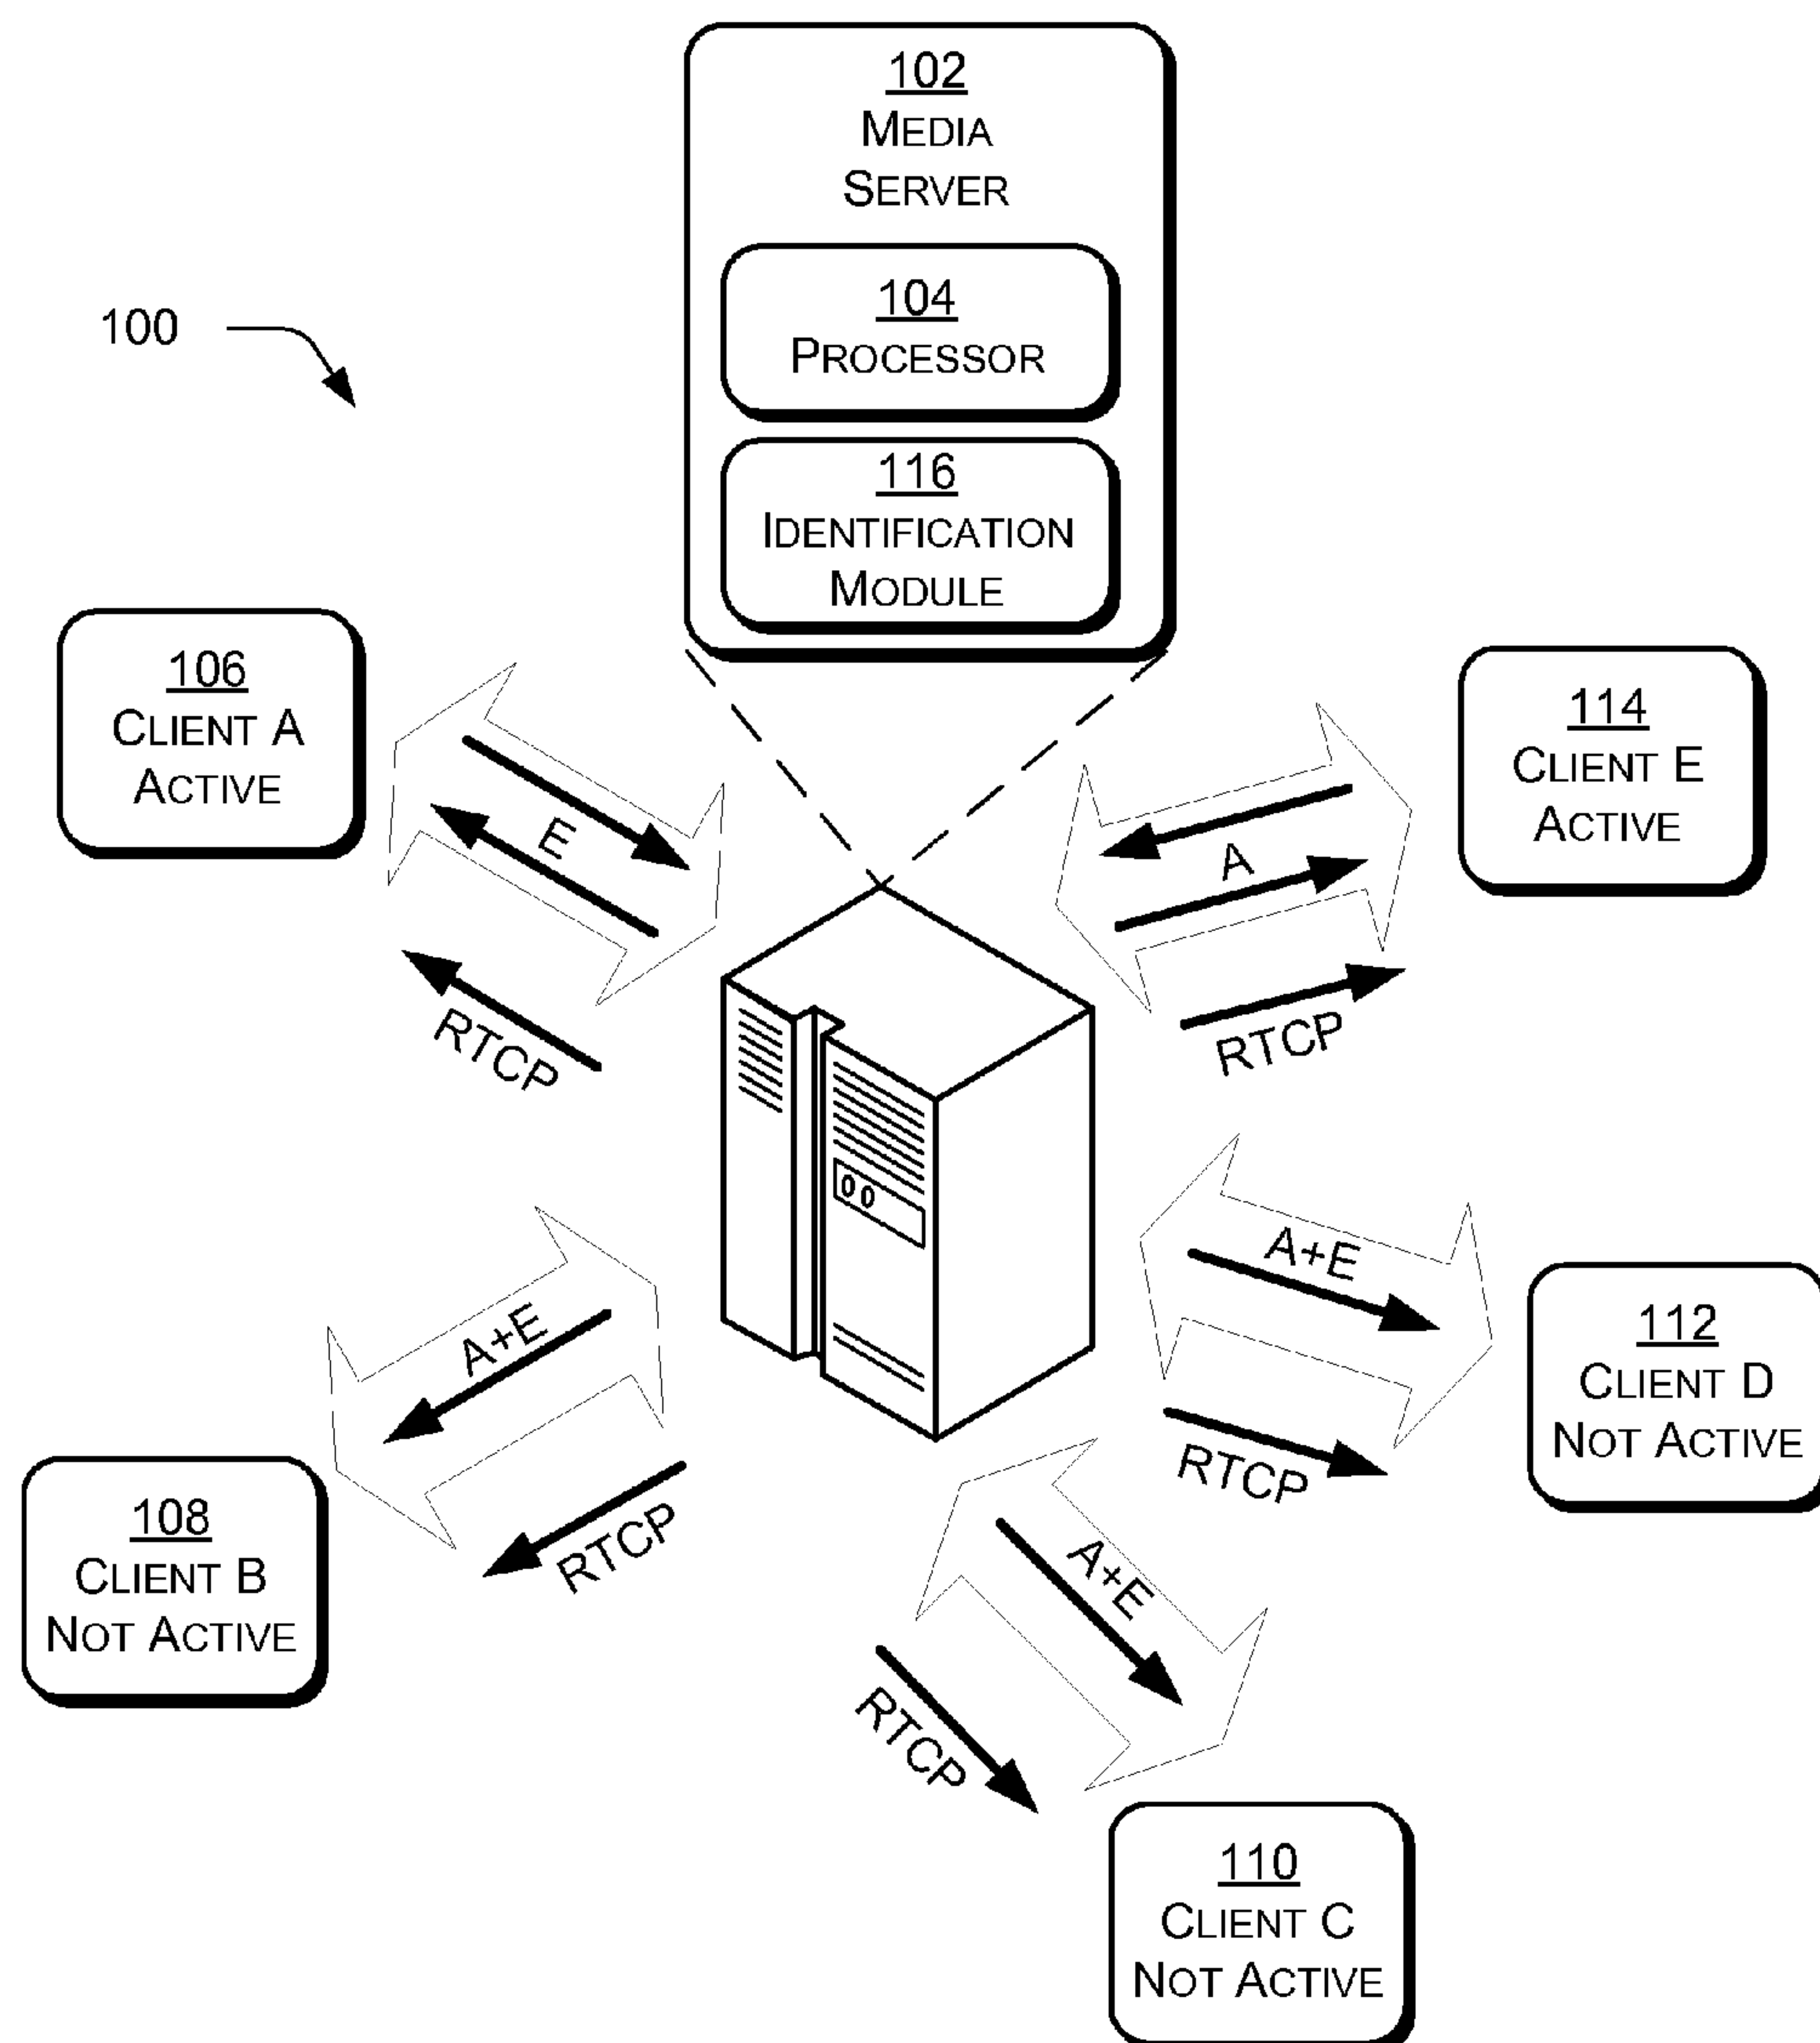 102
MEDIA
SERVER
104
PROCESSOR
100
116
IDENTIFICATION
MODULE
106
CLIENT A
ACTIVE
114
CLIENT E
ACTIVE
E
A
RTCP
RTCP
A+E
A+E
112
CLIENT D
NOT ACTIVE
RTCP
108
CLIENT B
NOT ACTIVE
RTCP
A+E
RTCP
110
CLIENT C
NOT ACTIVE